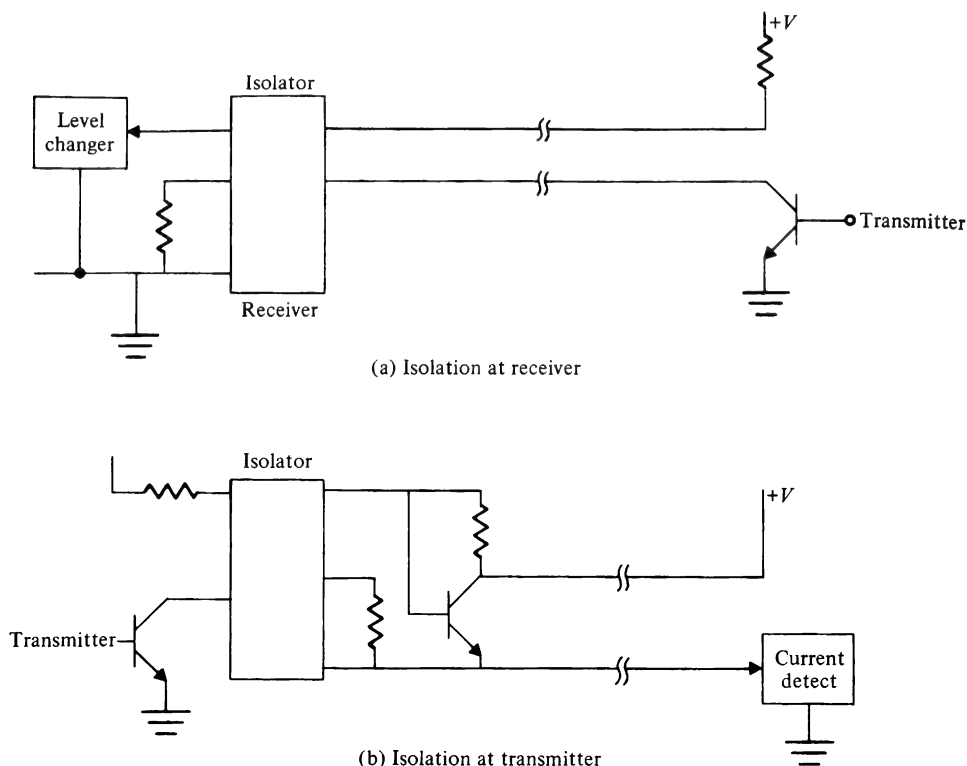 +V
Isolator
Level
changer
Transmitter
Receiver
(a) Isolation at receiver
Isolator
+V
Transmitter
Current
detect
(b) Isolation at transmitter